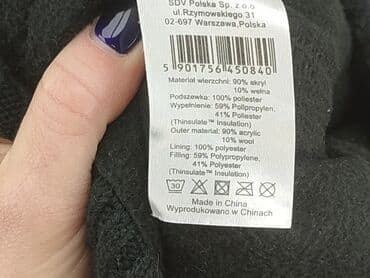 SDV Polska Sp. z o.o
ul.Rzymowskiego 31
02-697 Warszawa,Polska
5 901756 450840
Materiał wierzchni: 90% akryl
10% wełna
Podszewka: 100% poliester
Wypełnienie: 59% Polipropylen,
41% Poliester
(Thinsulate™ Insulation)
Outer material: 90% acrylic
10% wool
Lining: 100% polyester
Filling: 59% Polypropylene,
41% Polyester
(Thinsulate™ Insulation)
30
Made in China
Wyprodukowano w Chinach